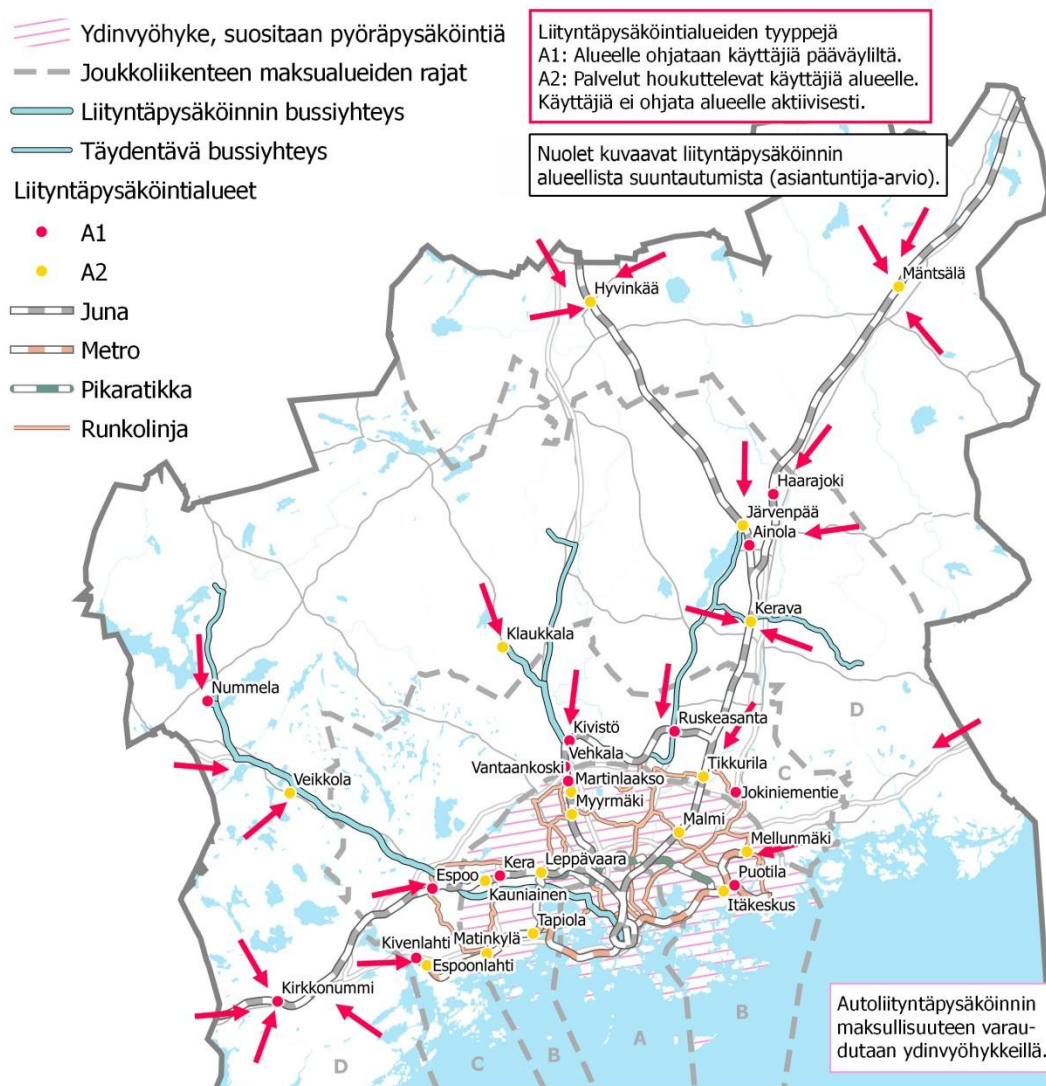 Ydinvyöhyke, suositaan pyöräpysäköintiä
Joukkoliikenteen maksualueiden rajat
Liityntäpysäköinnin bussiyhteys
Täydentävä bussiyhteys
Liityntäpysäköintialueet
A1
A2
Juna
Metro
Pikaratikka
Runkolinja
Liityntäpysäköintialueiden tyyppejä
A1: Alueelle ohjataan käyttäjiä pääväyliltä.
A2: Palvelut houkuttelevat käyttäjiä alueelle.
Käyttäjiä ei ohjata alueelle aktiivisesti.
Nuolet kuvaavat liityntäpysäköinnin
alueellista suuntautumista (asiantuntija-arvio).
Hyvinkää
Mäntsälä
Haarajoki
Järvenpää
Ainola
Kerava
Klaukkala
Nummela
D
Ruskeasanta
Kivistö
Vehkala
Vantaankoski
Veikkola
Tikkurila
C
Martinlaakso
Jokiniementie
Myyrmäki
Malmi
Mellunmäki
Leppävaara
Kera
Espoo
Puotila
Kauniainen
Itäkeskus
Tapiola
Matinkylä
Kivenlahti
Espoonlahti
Kirkkonummi
B
A
B
C
D
Autoliityntäpysäköinnin
maksullisuuteen varau-
dutaan ydinvyöhykkeillä.